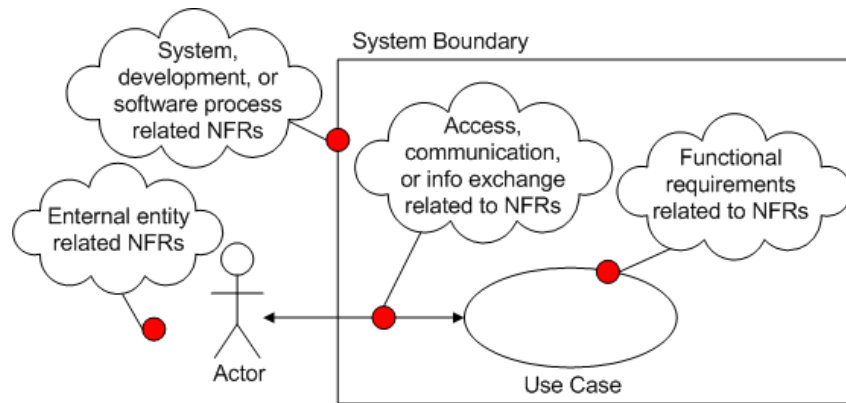 System,
development, or
software process
related NFRs
System Boundary
Access,
communication,
or info exchange
related to NFRs
Functional
requirements
related to NFRs
Enternal entity
related NFRs
Actor
Use Case